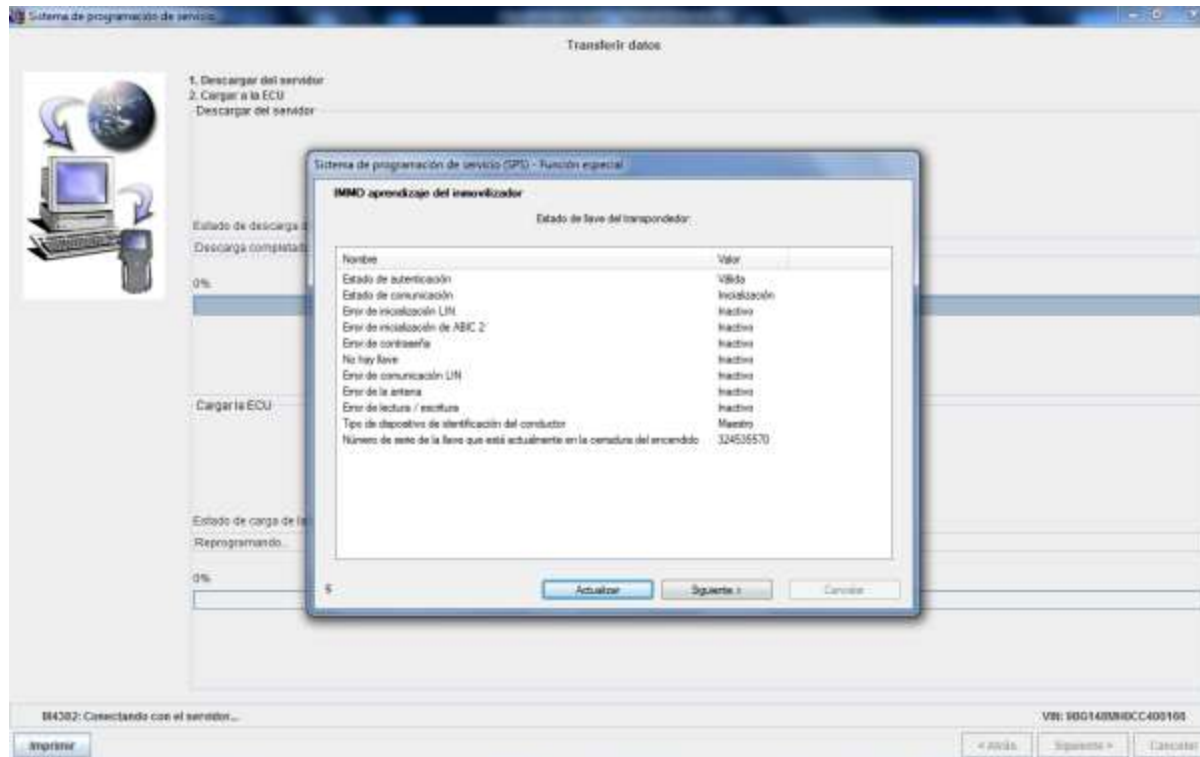 Sistema de programación de servicio
Transferir datos
1. Descargar del servidor
2. Cargar a la ECU
Descargar del servidor
Sistema de programación de servicio (SPS) - Función especial
IMMO aprendizaje del inmovilizador
Estado de llave del transpondedor:
Estado de descarga
Descarga completada
0%
Nombre Valor
Estado de autenticación Válida
Estado de comunicación Inicialización
Error de inicialización LIN Inactivo
Error de inicialización de ABIC 2 Inactivo
Error de contraseña Inactivo
No hay llave Inactivo
Error de comunicación LIN Inactivo
Error de la antena Inactivo
Error de lectura / escritura Inactivo
Tipo de dispositivo de identificación del conductor Maestro
Número de serie de la llave que está actualmente en la cerradura del encendido 324535570
Cargar la ECU
Estado de carga de la
Reprogramando...
0%
Actualizar Siguiente > Cancelar
Conectando con el servidor...
VIN:
Imprimir < Atrás Siguiente > Cancelar